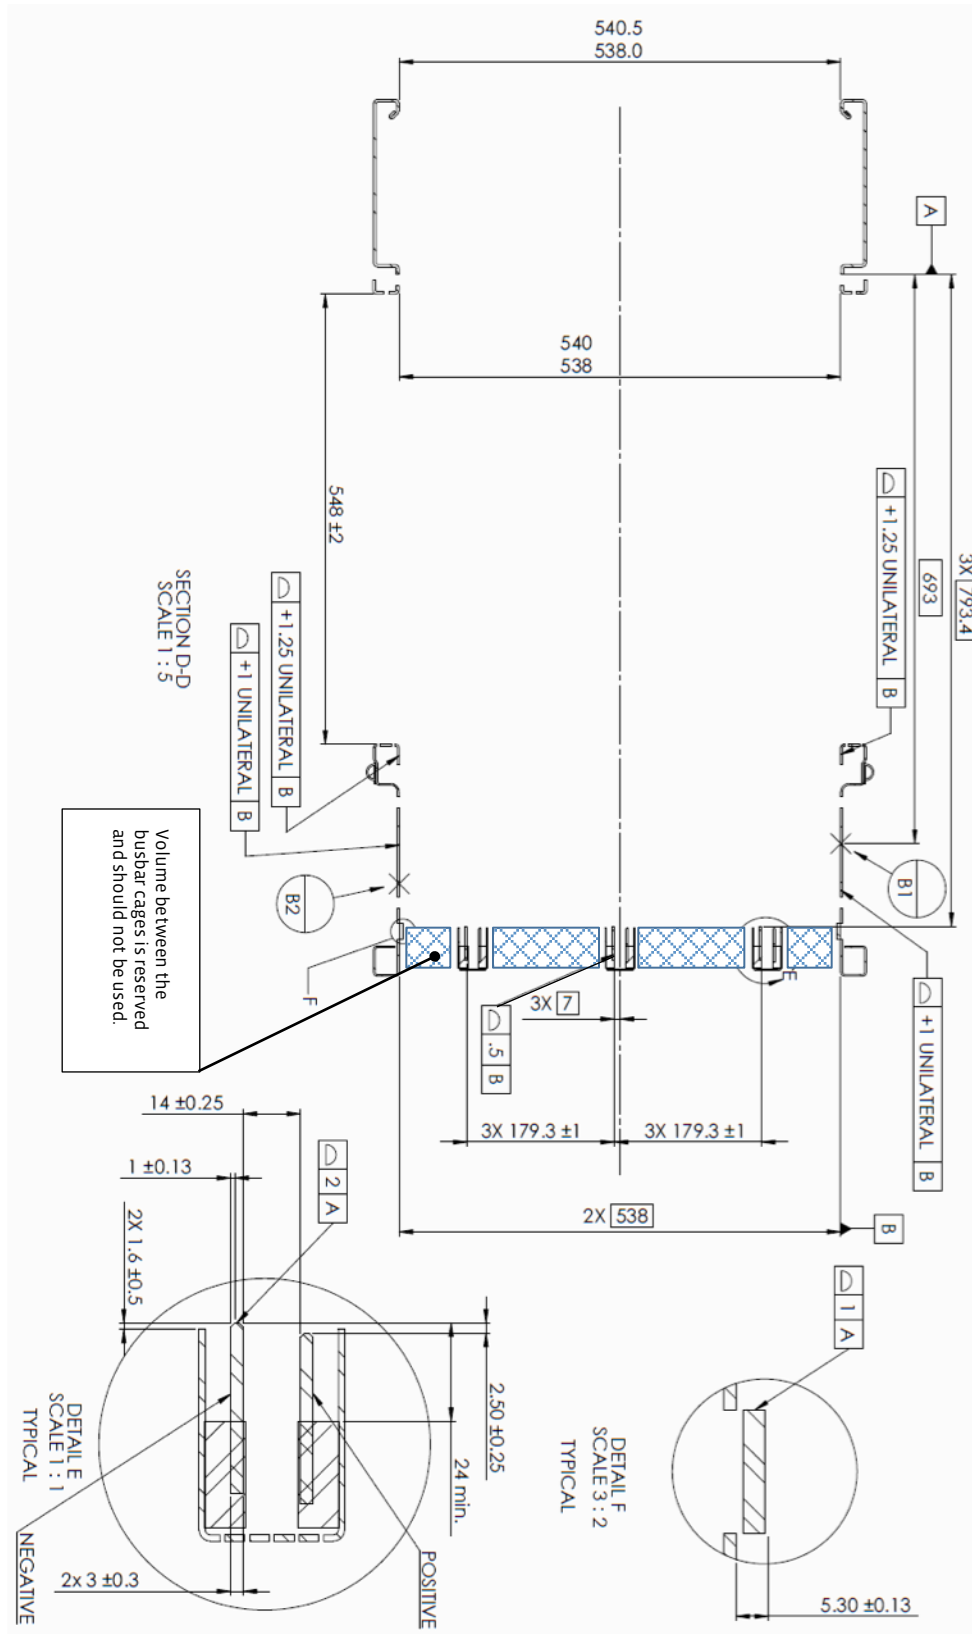 540.5
538.0
A
540
538
548 ±2
+1.25 UNILATERAL B
693
3X 793.4
SECTION D-D
SCALE 1 : 5
+1.25 UNILATERAL B
+1 UNILATERAL B
B1
B2
Volume between the
busbar cages is reserved
and should not be used.
F
E
3X 7
.5 B
+1 UNILATERAL B
14 ±0.25
3X 179.3 ±1
3X 179.3 ±1
1 ±0.13
2 A
2X 538
B
2X 1.6 ±0.5
1 A
2.50 ±0.25
24 min.
DETAIL E
SCALE 1 : 1
TYPICAL
DETAIL F
SCALE 3 : 2
TYPICAL
NEGATIVE
POSITIVE
2x 3 ±0.3
5.30 ±0.13